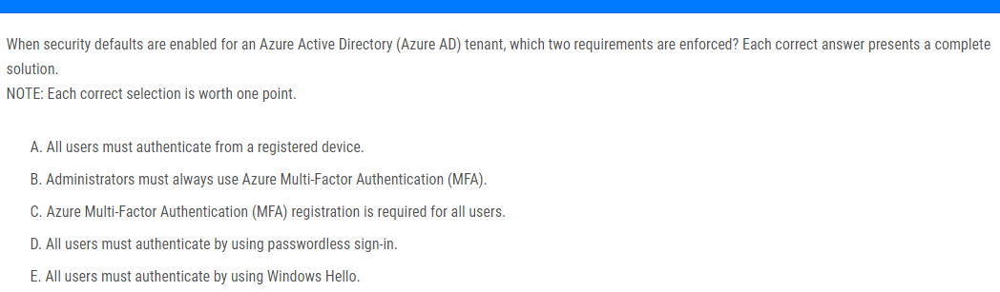 When security defaults are enabled for an Azure Active Directory (Azure AD) tenant, which two requirements are enforced? Each correct answer presents a complete
solution.
NOTE: Each correct selection is worth one point.
A. All users must authenticate from a registered device.
B. Administrators must always use Azure Multi-Factor Authentication (MFA).
C. Azure Multi-Factor Authentication (MFA) registration is required for all users.
D. All users must authenticate by using passwordless sign-in.
E. All users must authenticate by using Windows Hello.